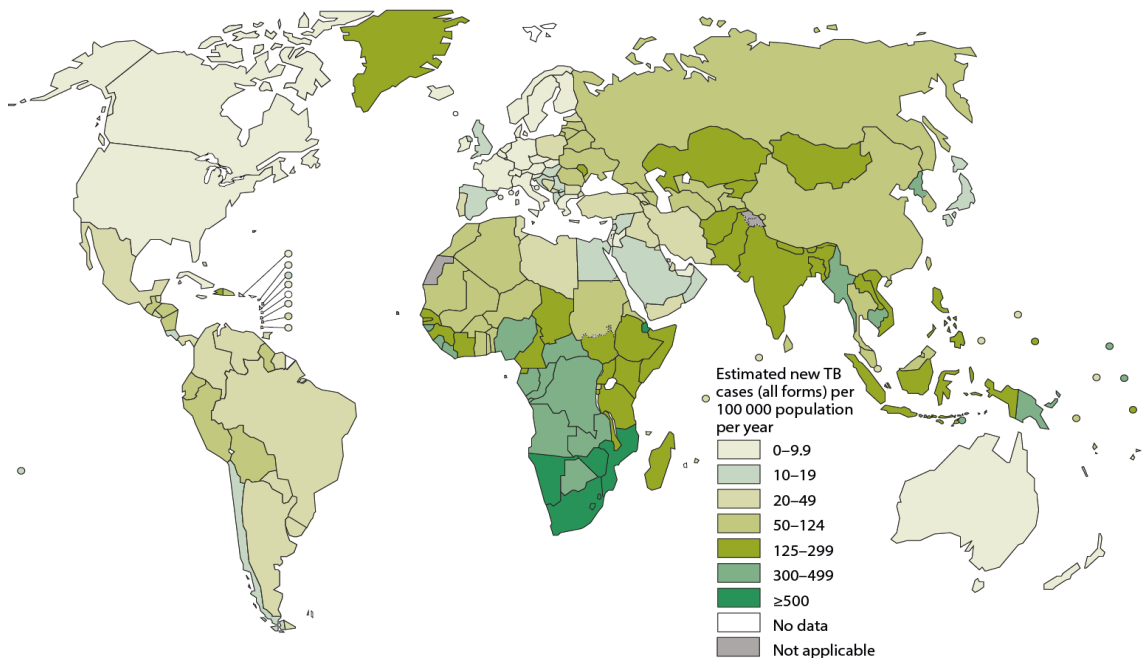 Estimated new TB
cases (all forms) per
100 000 population
per year
0–9.9
10–19
20–49
50–124
125–299
300–499
≥500
No data
Not applicable